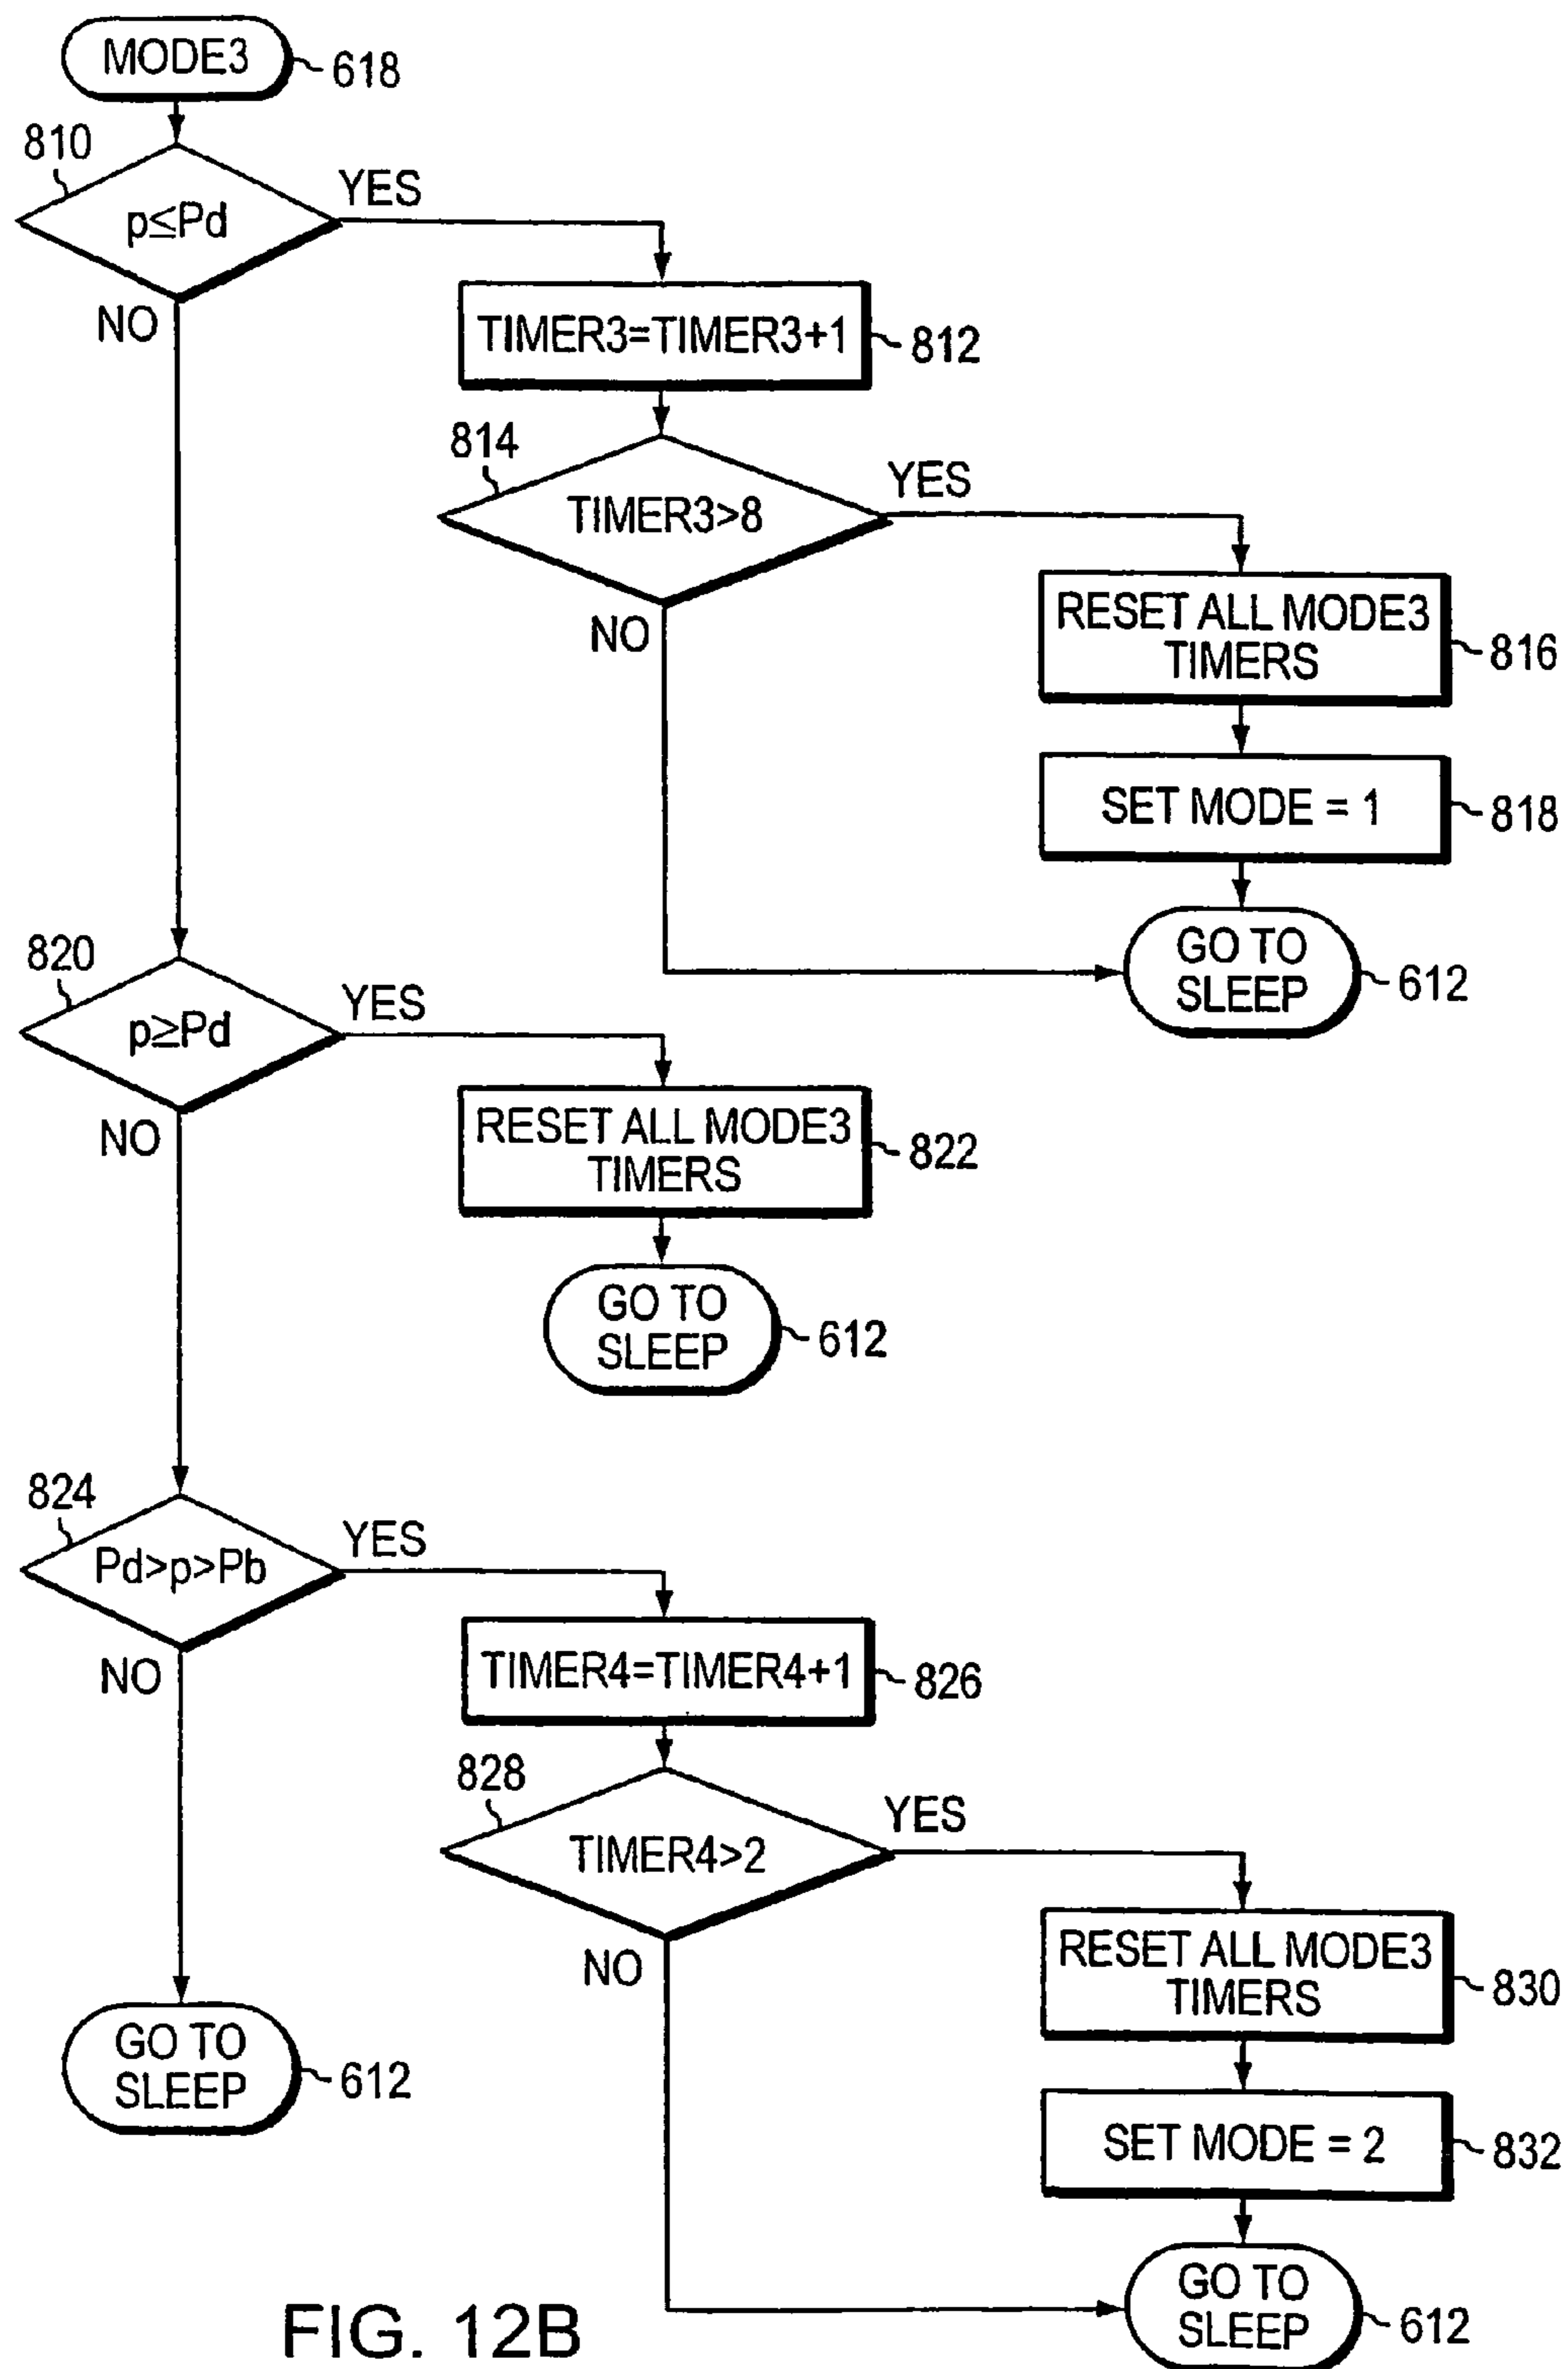 MODE3
618
810
p≤Pd
YES
NO
TIMER3=TIMER3+1
812
814
TIMER3>8
YES
NO
RESET ALL MODE3
TIMERS
816
SET MODE = 1
818
GO TO
SLEEP
612
820
p≥Pd
YES
NO
RESET ALL MODE3
TIMERS
822
GO TO
SLEEP
612
824
Pd>p>Pb
YES
NO
TIMER4=TIMER4+1
826
828
TIMER4>2
YES
NO
RESET ALL MODE3
TIMERS
830
GO TO
SLEEP
612
SET MODE = 2
832
GO TO
SLEEP
612
FIG. 12B